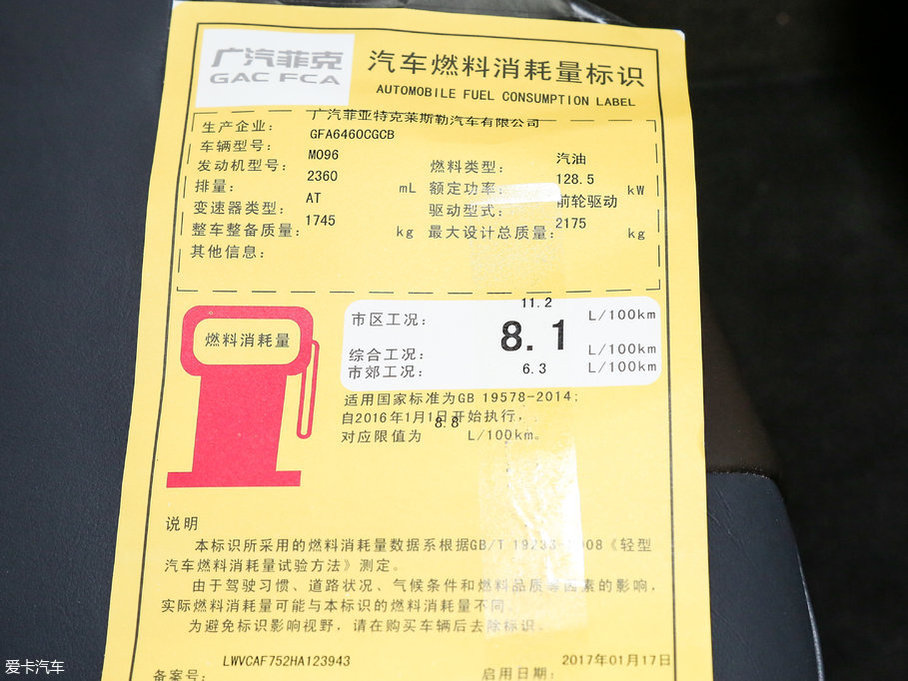 广汽菲克
GAC FCA
汽车燃料消耗量标识
AUTOMOBILE FUEL CONSUMPTION LABEL
生产企业: 广汽菲亚特克莱斯勒汽车有限公司
车辆型号: GFA6460CGCB
发动机型号: M096 燃料类型: 汽油
排量: 2360 mL 额定功率: 128.5 kW
变速器类型: AT 驱动型式: 前轮驱动
整车整备质量: 1745 kg 最大设计总质量: 2175 kg
其他信息:
燃料消耗量
市区工况: 11.2 L/100km
综合工况: 8.1 L/100km
市郊工况: 6.3 L/100km
适用国家标准为GB 19578-2014;
自2016年1月1日开始执行,
对应限值为 8.8 L/100km。
说明
本标识所采用的燃料消耗量数据系根据GB/T 《轻型
汽车燃料消耗量试验方法》测定。
由于驾驶习惯、道路状况、气候条件和燃料品质等因素的影响,
实际燃料消耗量可能与本标识的燃料消耗量不同。
为避免标识影响视野,请在购买车辆后去除标识。
备案号: LWVCAF752HA123943 启用日期: 2017年01月17日
爱卡汽车